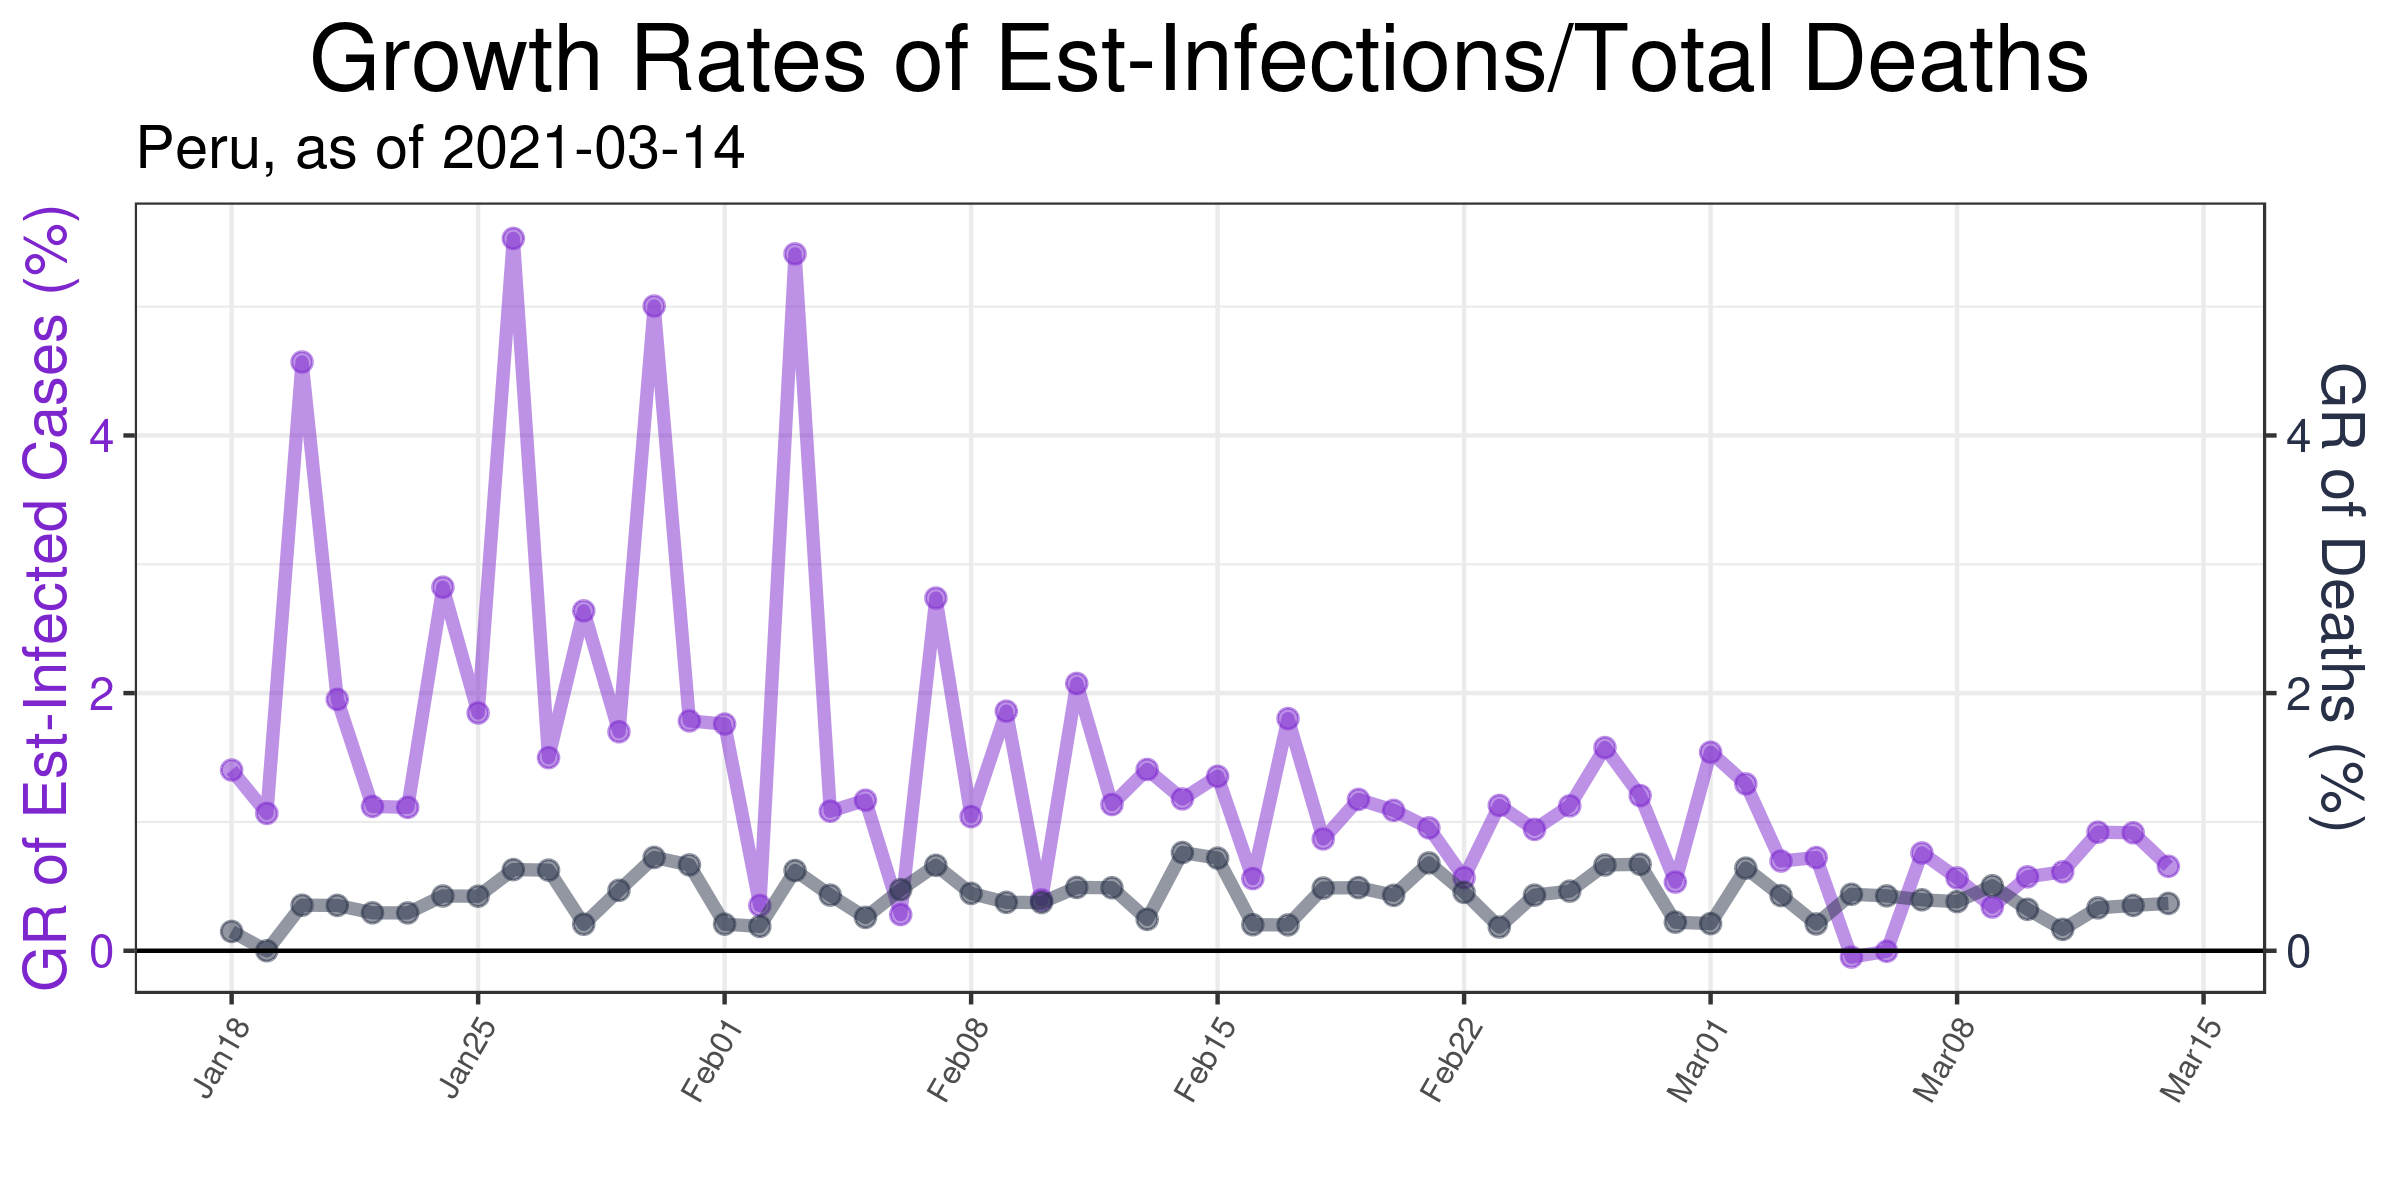 Growth Rates of Est-Infections/Total Deaths
Peru, as of 2021-03-14
GR of Est-Infected Cases (%)
4
2
0
GR of Deaths (%)
4
2
0
Jan18
Jan25
Feb01
Feb08
Feb15
Feb22
Mar01
Mar08
Mar15